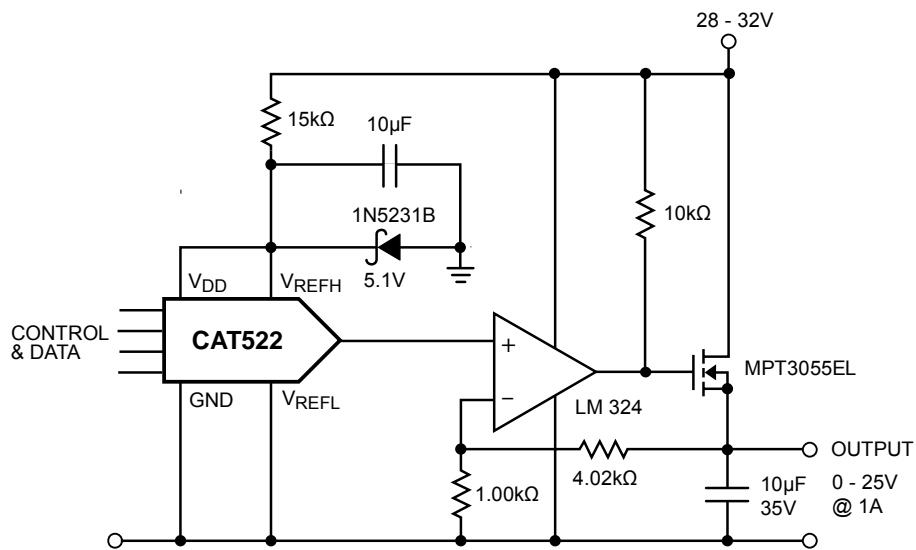 28 - 32V
15kΩ
10µF
10kΩ
1N5231B
5.1V
VDD
VREFH
CONTROL
& DATA
CAT522
+
MPT3055EL
GND
VREFL
−
LM 324
OUTPUT
4.02kΩ
1.00kΩ
10µF
35V
0 - 25V
@ 1A